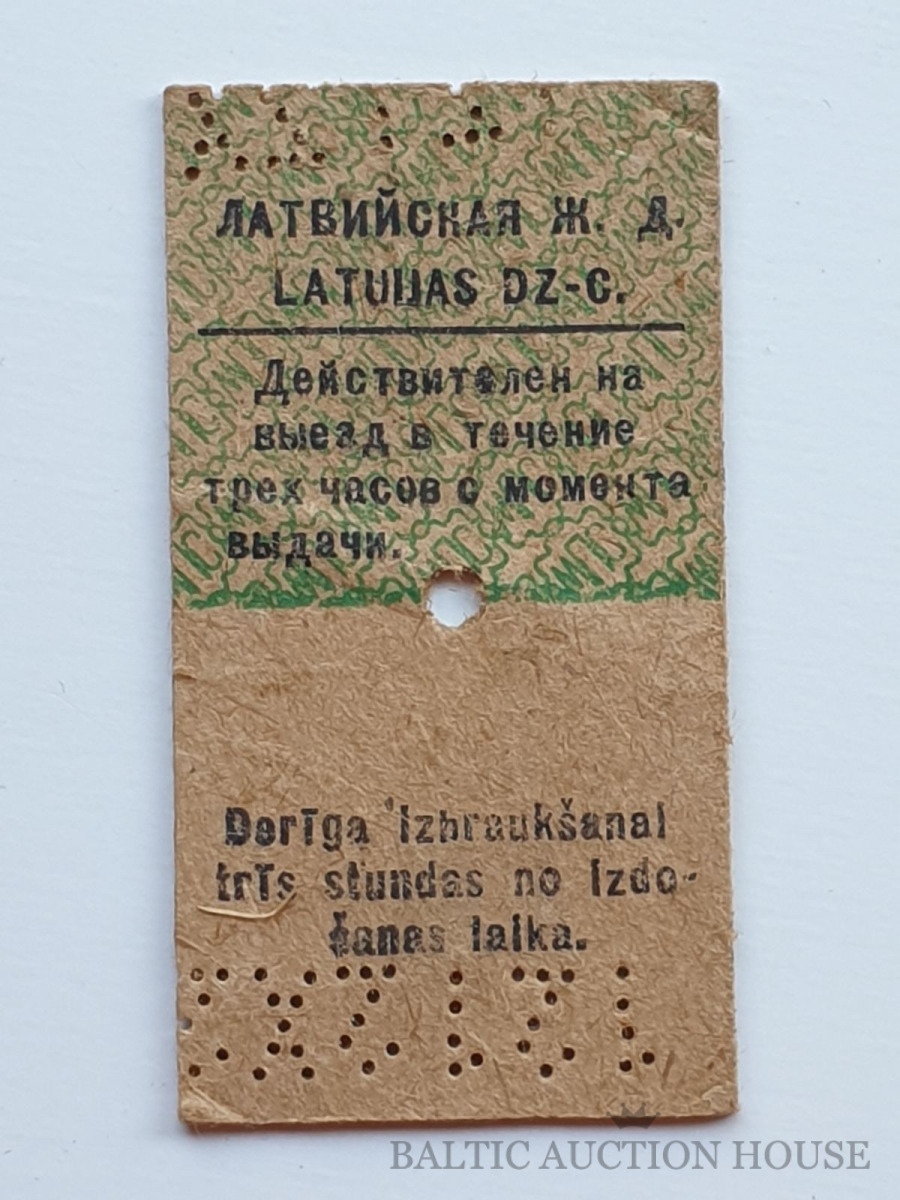 ЛАТВИЙСКАЯ Ж. Д.
LATVIJAS DZ-C.
Действителен на
выезд в течение
трех часов с момента
выдачи.
Derīga izbraukšanai
trīs stundas no izdo-
šanas laika.
BALTIC AUCTION HOUSE